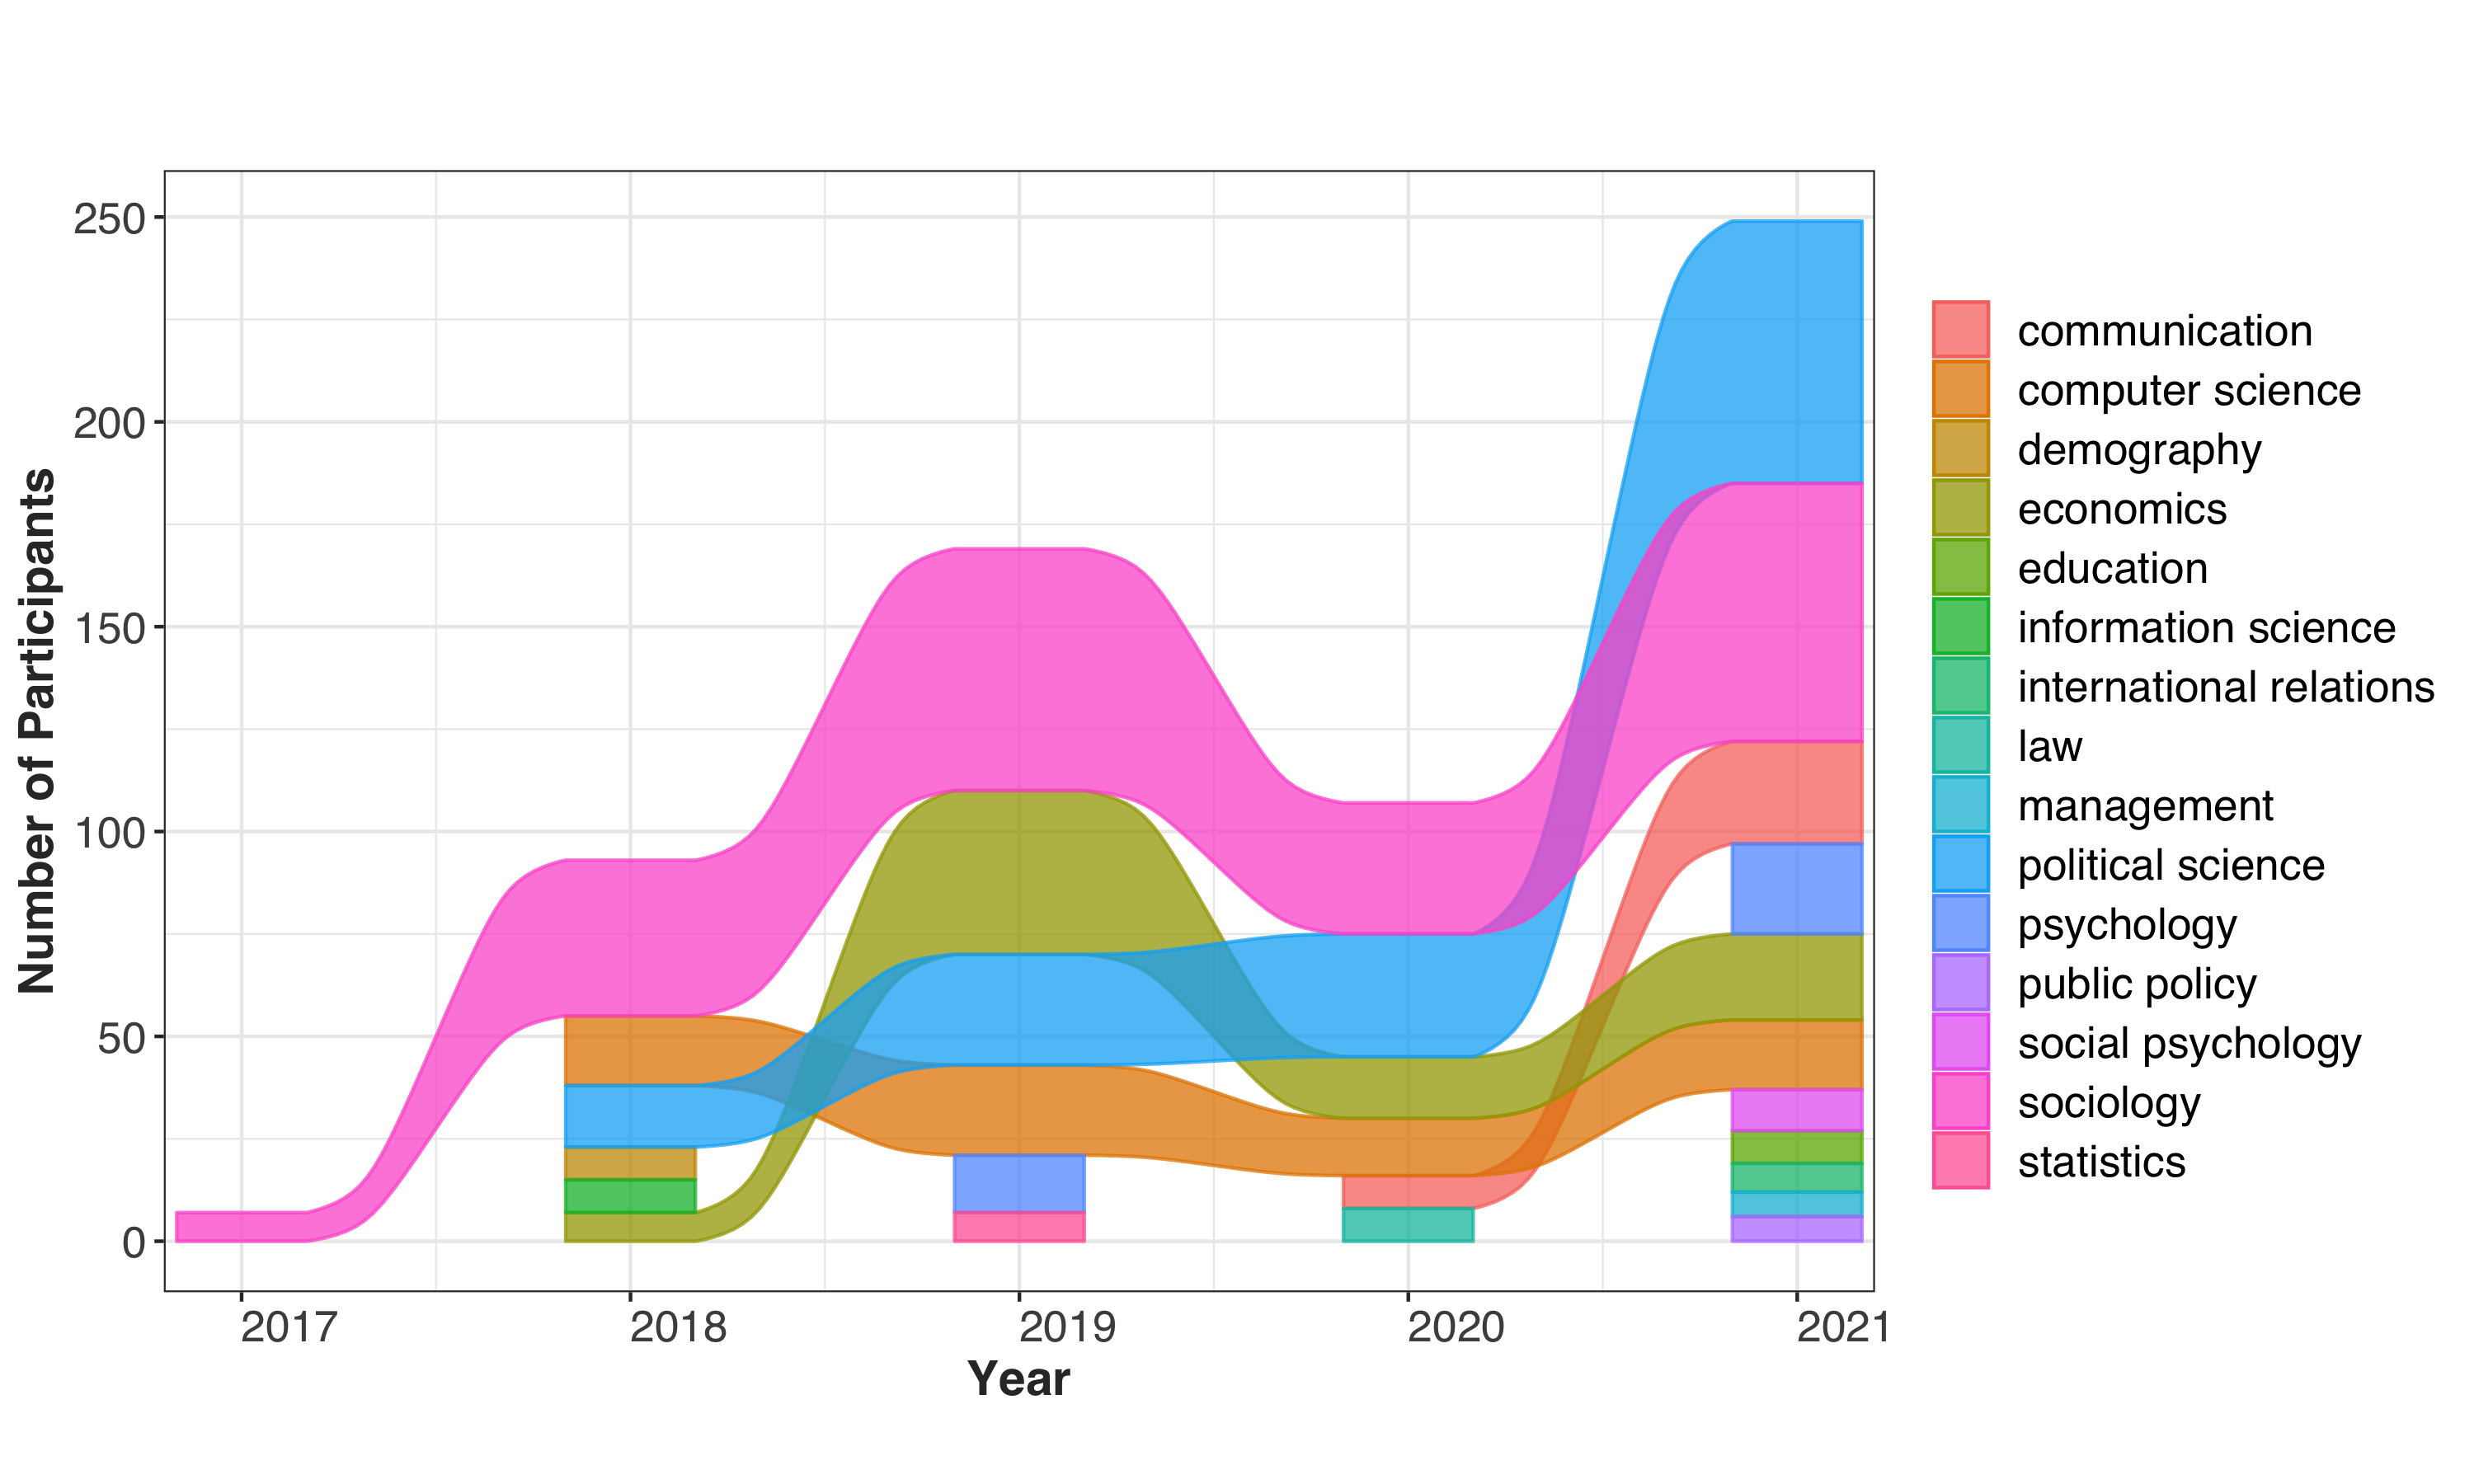 250
200
150
100
50
0
Number of Participants
2017
2018
2019
2020
2021
Year
communication
computer science
demography
economics
education
information science
international relations
law
management
political science
psychology
public policy
social psychology
sociology
statistics